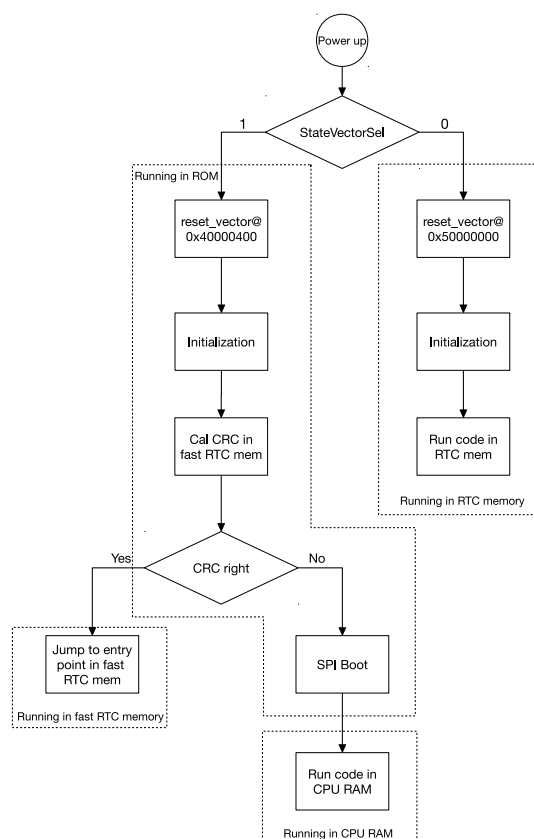 Power up
StateVectorSel
1
0
Running in ROM
reset_vector@
0x40000400
reset_vector@
0x50000000
Initialization
Initialization
Cal CRC in
fast RTC mem
Run code in
RTC mem
Running in RTC memory
Yes
CRC right
No
Jump to entry
point in fast
RTC mem
SPI Boot
Running in fast RTC memory
Run code in
CPU RAM
Running in CPU RAM